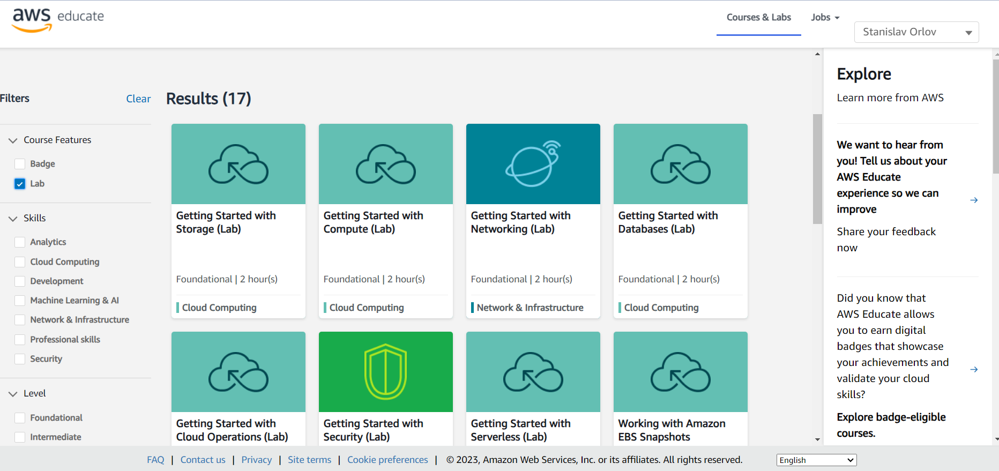 aws educate
Courses & Labs
Jobs
Stanislav Orlov
Filters
Clear
Course Features
Badge
Lab
Skills
Analytics
Cloud Computing
Development
Machine Learning & AI
Network & Infrastructure
Professional skills
Security
Level
Foundational
Intermediate
Results (17)
Getting Started with
Storage (Lab)
Foundational | 2 hour(s)
Cloud Computing
Getting Started with
Compute (Lab)
Foundational | 2 hour(s)
Cloud Computing
Getting Started with
Networking (Lab)
Foundational | 2 hour(s)
Network & Infrastructure
Getting Started with
Databases (Lab)
Foundational | 2 hour(s)
Cloud Computing
Getting Started with
Cloud Operations (Lab)
Getting Started with
Security (Lab)
Getting Started with
Serverless (Lab)
Working with Amazon
EBS Snapshots
Explore
Learn more from AWS
We want to hear from
you! Tell us about your
AWS Educate
experience so we can
improve
Share your feedback
now
Did you know that
AWS Educate allows
you to earn digital
badges that showcase
your achievements and
validate your cloud
skills?
Explore badge-eligible
courses.
FAQ | Contact us | Privacy | Site terms | Cookie preferences | © 2023, Amazon Web Services, Inc. or its affiliates. All rights reserved.
English